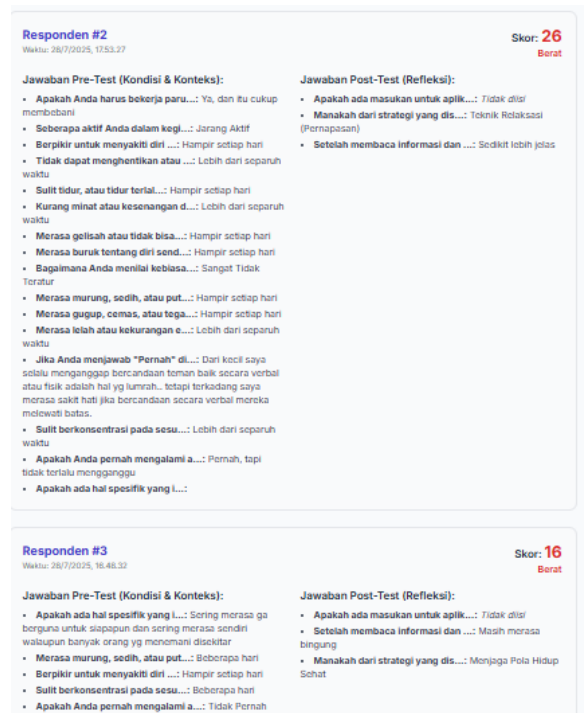 Responden #2
Skor: 26
Waktu: 28/7/2025, 17.53.27
Berat
Jawaban Pre-Test (Kondisi & Konteks):
• Apakah Anda harus bekerja paru...: Ya, dan itu cukup
membebani
• Seberapa aktif Anda dalam kegi...: Jarang Aktif
• Berpikir untuk menyakiti diri ...: Hampir setiap hari
• Tidak dapat menghentikan atau ...: Lebih dari separuh
waktu
• Sulit tidur, atau tidur terlal...: Hampir setiap hari
• Kurang minat atau kesenangan d...: Lebih dari separuh
waktu
• Merasa gelisah atau tidak bisa...: Hampir setiap hari
• Merasa buruk tentang diri send...: Hampir setiap hari
• Bagaimana Anda menilai kebiasa...: Sangat Tidak
Teratur
• Merasa murung, sedih, atau put...: Hampir setiap hari
• Merasa gugup, cemas, atau tega...: Hampir setiap hari
• Merasa lelah atau kekurangan e...: Lebih dari separuh
waktu
• Jika Anda menjawab "Pernah" di...: Dari kecil saya
selalu menganggap bercandaan teman baik secara verbal
atau fisik adalah hal yg lumrah.. tetapi terkadang saya
merasa sakit hati jika bercandaan secara verbal mereka
melewati batas.
• Sulit berkonsentrasi pada sesu...: Lebih dari separuh
waktu
• Apakah Anda pernah mengalami a...: Pernah, tapi
tidak terlalu mengganggu
• Apakah ada hal spesifik yang i...:
Jawaban Post-Test (Refleksi):
• Apakah ada masukan untuk aplik...: Tidak diisi
• Manakah dari strategi yang dis...: Teknik Relaksasi
(Pernapasan)
• Setelah membaca informasi dan ...: Sedikit lebih jelas
Responden #3
Skor: 16
Waktu: 28/7/2025, 16.46.32
Berat
Jawaban Pre-Test (Kondisi & Konteks):
• Apakah ada hal spesifik yang i...: Sering merasa ga
berguna untuk siapapun dan sering merasa sendiri
walaupun banyak orang yg menemani disekitar
• Merasa murung, sedih, atau put...: Beberapa hari
• Berpikir untuk menyakiti diri ...: Hampir setiap hari
• Sulit berkonsentrasi pada sesu...: Beberapa hari
• Apakah Anda pernah mengalami a...: Tidak Pernah
Jawaban Post-Test (Refleksi):
• Apakah ada masukan untuk aplik...: Tidak diisi
• Setelah membaca informasi dan ...: Masih merasa
bingung
• Manakah dari strategi yang dis...: Menjaga Pola Hidup
Sehat